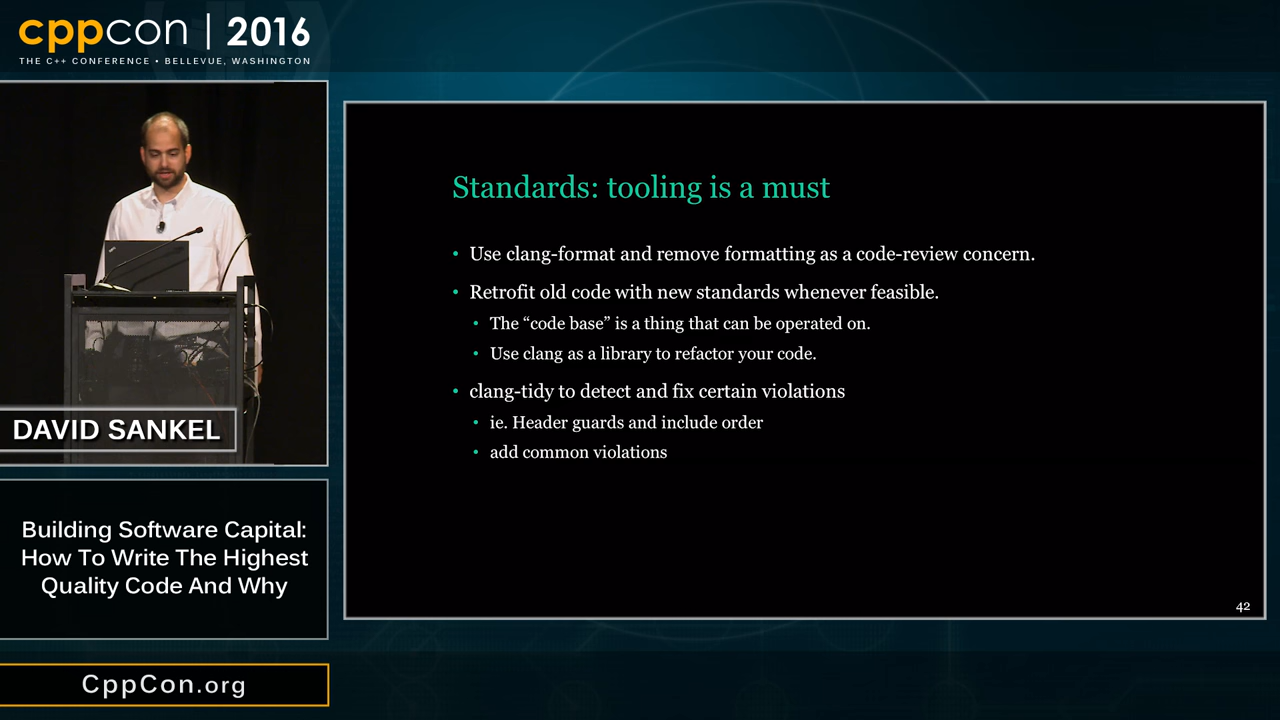 cppcon | 2016
THE C++ CONFERENCE • BELLEVUE, WASHINGTON
DAVID SANKEL
Building Software Capital:
How To Write The Highest
Quality Code And Why
CppCon.org
Standards: tooling is a must
• Use clang-format and remove formatting as a code-review concern.
• Retrofit old code with new standards whenever feasible.
• The “code base” is a thing that can be operated on.
• Use clang as a library to refactor your code.
• clang-tidy to detect and fix certain violations
• ie. Header guards and include order
• add common violations
42